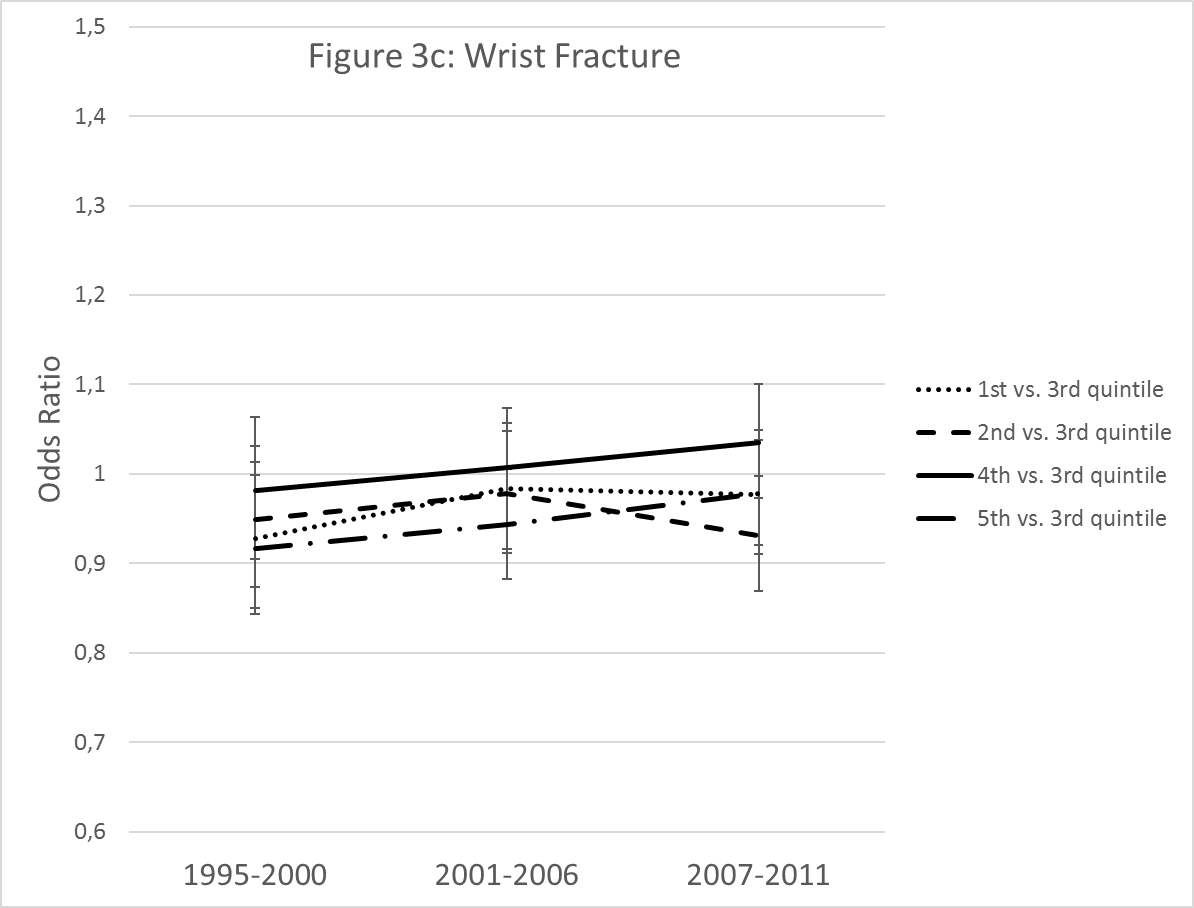 Figure 3c: Wrist Fracture
1,5
1,4
1,3
1,2
1,1
1
0,9
0,8
0,7
0,6
Odds Ratio
1995-2000
2001-2006
2007-2011
1st vs. 3rd quintile
2nd vs. 3rd quintile
4th vs. 3rd quintile
5th vs. 3rd quintile